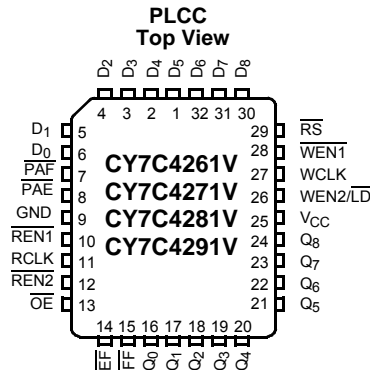 PLCC
Top View
D2 D3 D4 D5 D6 D7 D8
4 3 2 1 32 31 30
D1 5
D0 6
PAF 7
PAE 8
GND 9
REN1 10
RCLK 11
REN2 12
OE 13
CY7C4261V
CY7C4271V
CY7C4281V
CY7C4291V
29 RS
28 WEN1
27 WCLK
26 WEN2/LD
25 VCC
24 Q8
23 Q7
22 Q6
21 Q5
14 15 16 17 18 19 20
EF FF Q0 Q1 Q2 Q3 Q4